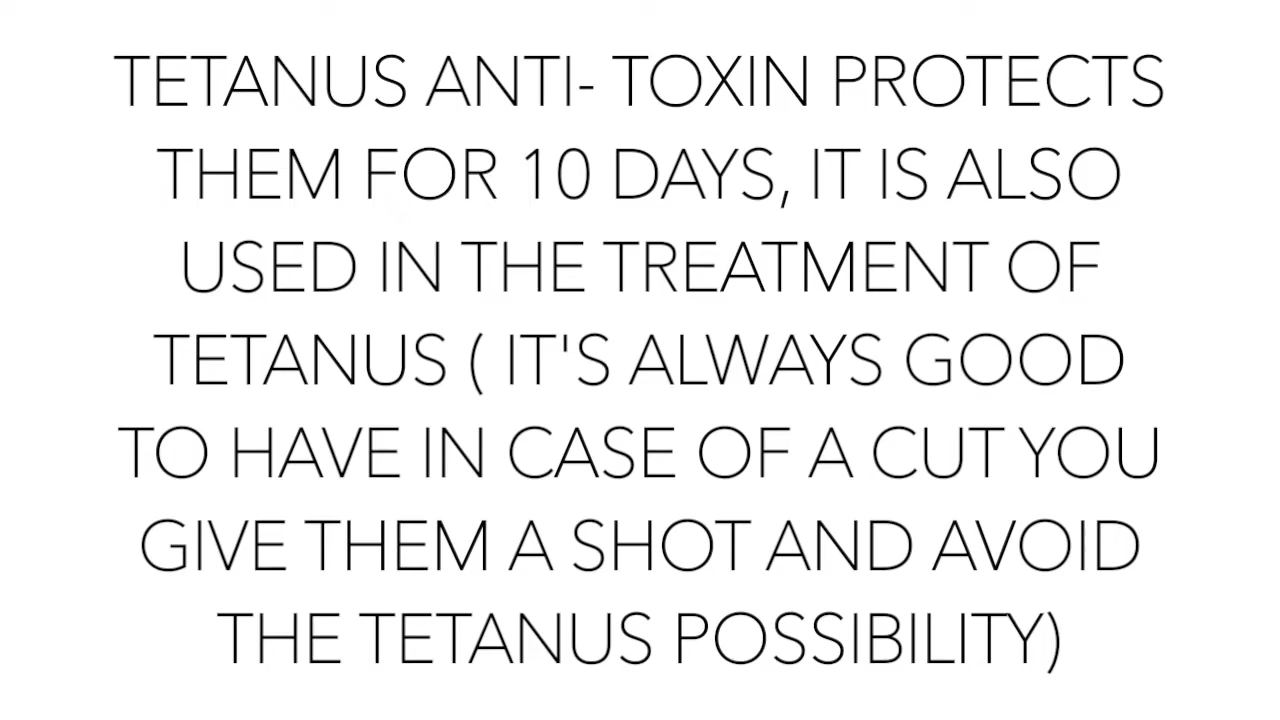 TETANUS ANTI- TOXIN PROTECTS
THEM FOR 10 DAYS, IT IS ALSO
USED IN THE TREATMENT OF
TETANUS ( IT'S ALWAYS GOOD
TO HAVE IN CASE OF A CUT YOU
GIVE THEM A SHOT AND AVOID
THE TETANUS POSSIBILITY)